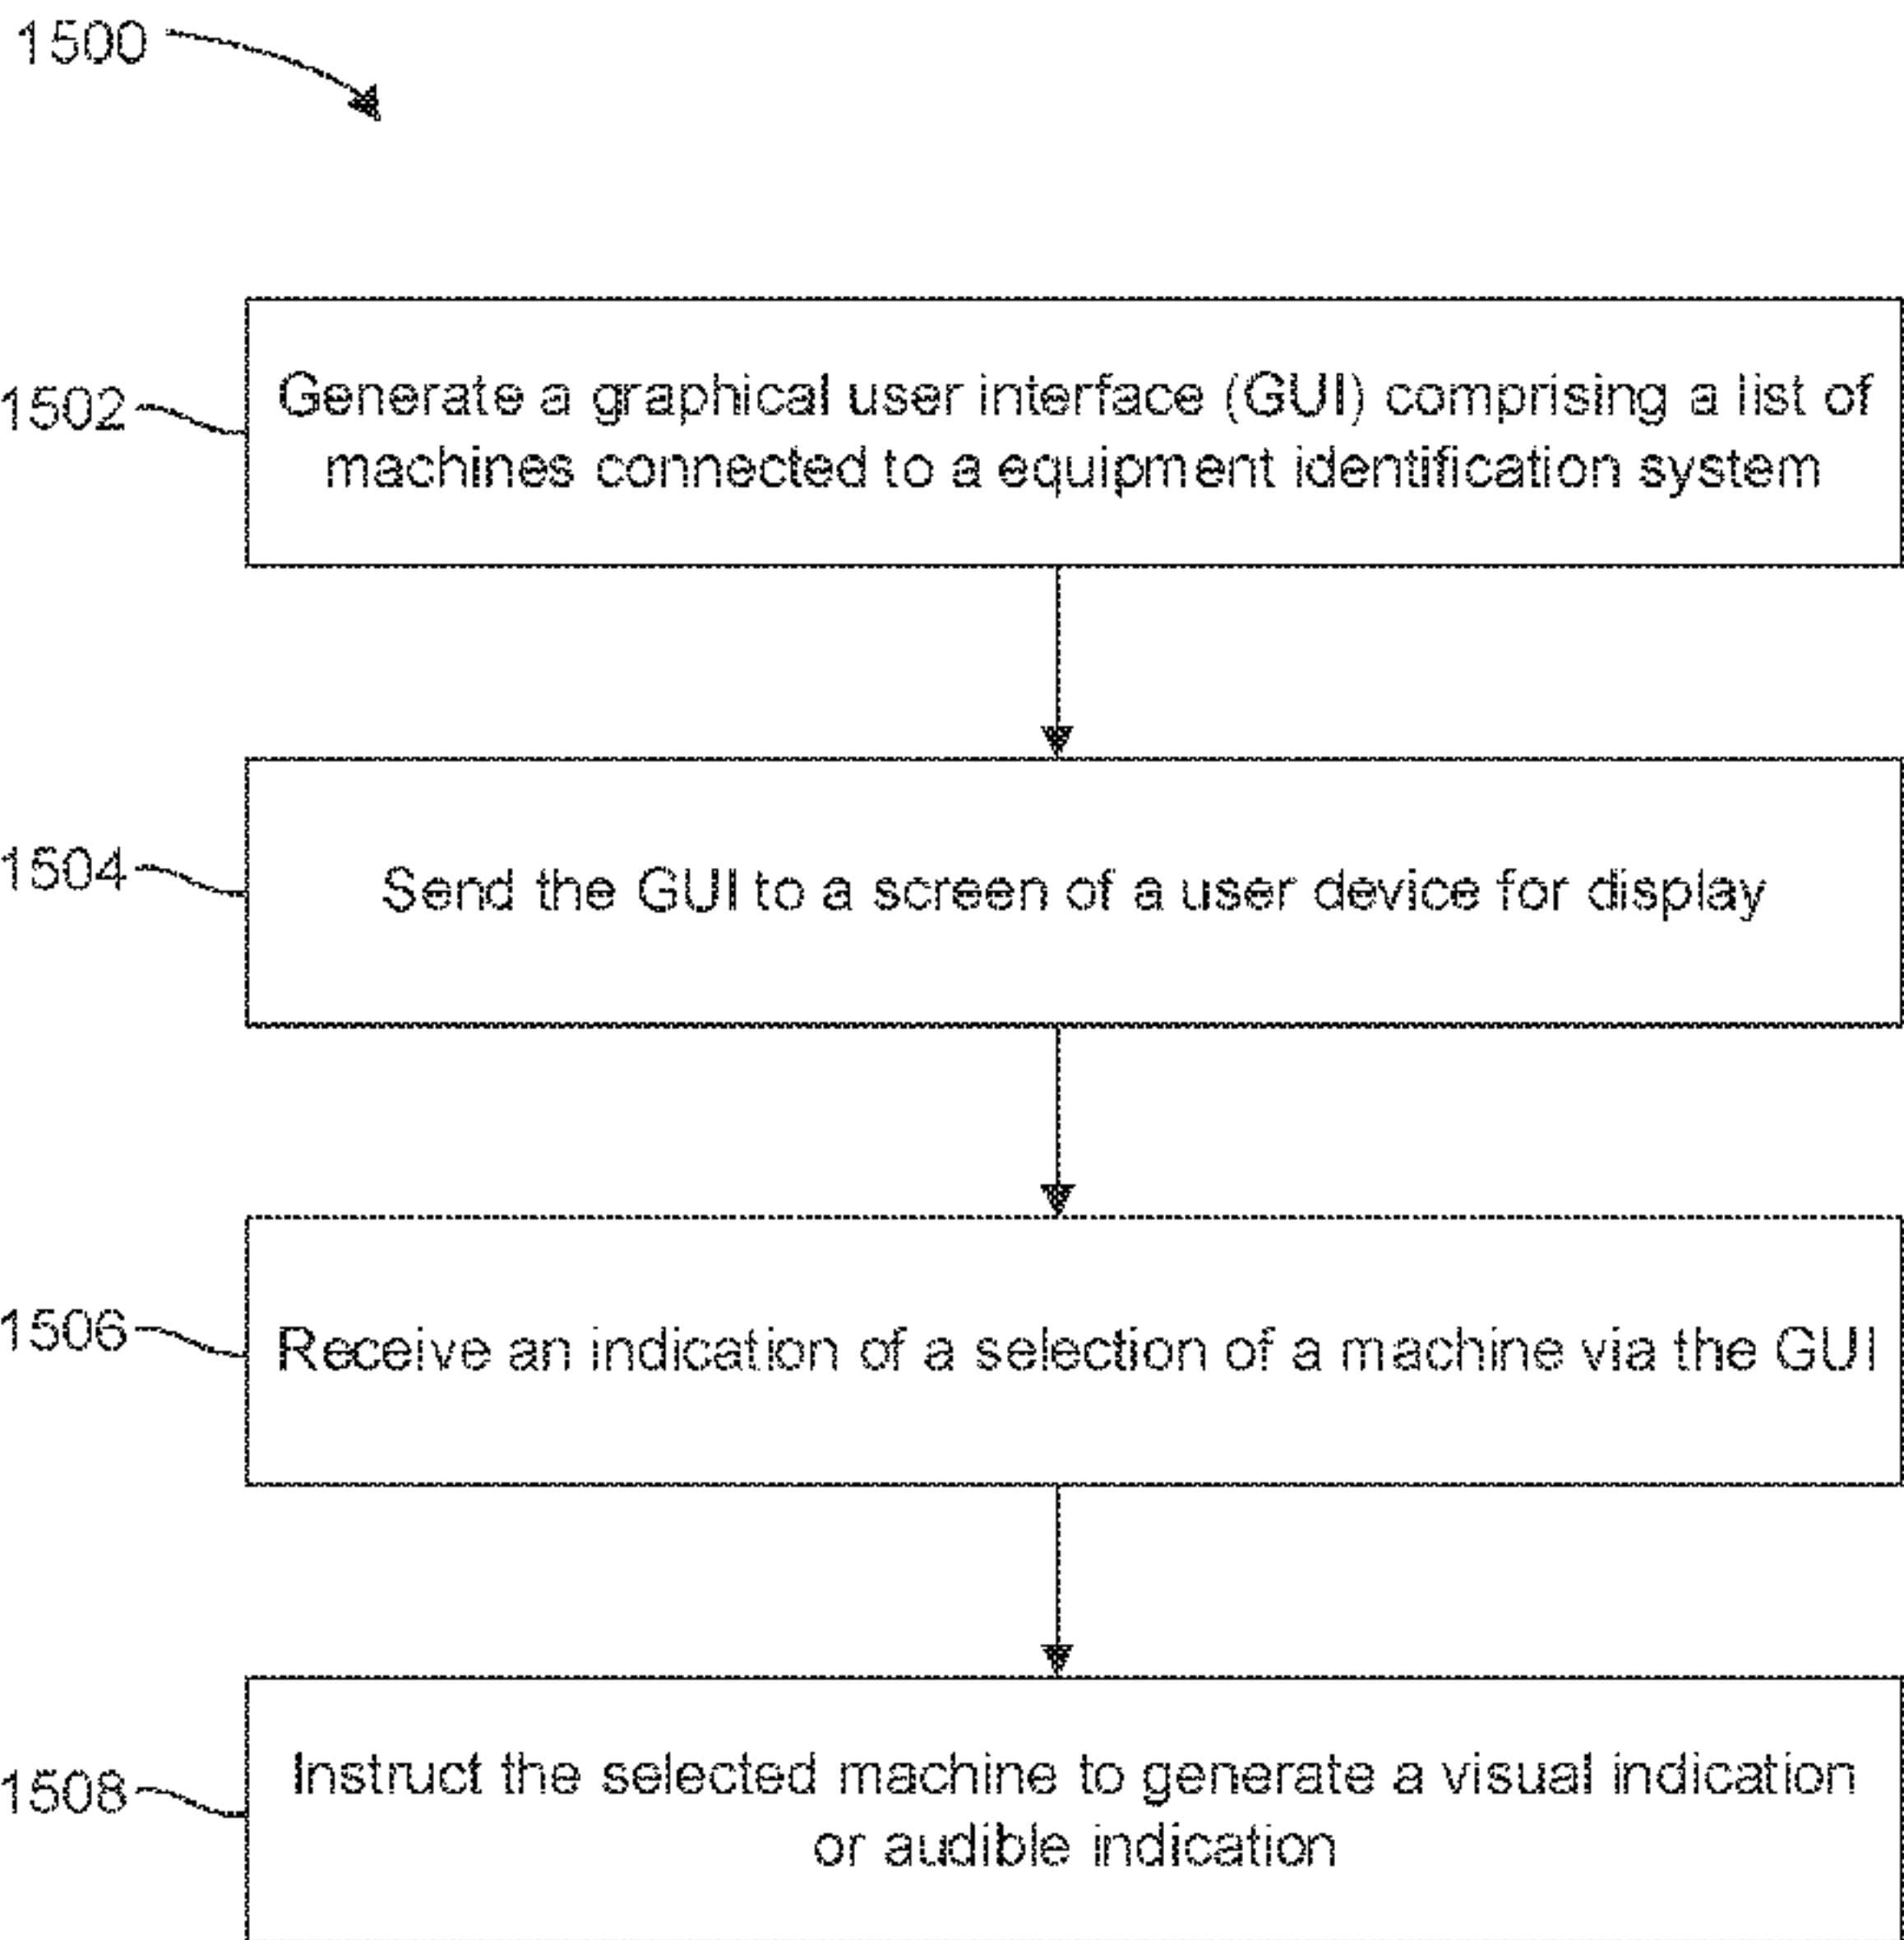 1500
1502
Generate a graphical user interface (GUI) comprising a list of
machines connected to a equipment identification system
1504
Send the GUI to a screen of a user device for display
1506
Receive an indication of a selection of a machine via the GUI
1508
Instruct the selected machine to generate a visual indication
or audible indication